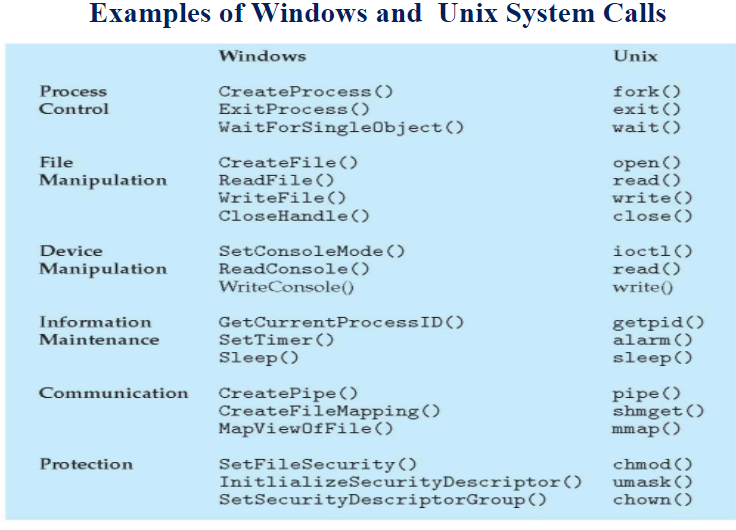 Examples of Windows and Unix System Calls
Windows Unix
Process CreateProcess() fork()
Control ExitProcess() exit()
WaitForSingleObject() wait()
File CreateFile() open()
Manipulation ReadFile() read()
WriteFile() write()
CloseHandle() close()
Device SetConsoleMode() ioctl()
Manipulation ReadConsole() read()
WriteConsole() write()
Information GetCurrentProcessID() getpid()
Maintenance SetTimer() alarm()
Sleep() sleep()
Communication CreatePipe() pipe()
CreateFileMapping() shmget()
MapViewOfFile() mmap()
Protection SetFileSecurity() chmod()
InitlializeSecurityDescriptor() umask()
SetSecurityDescriptorGroup() chown()